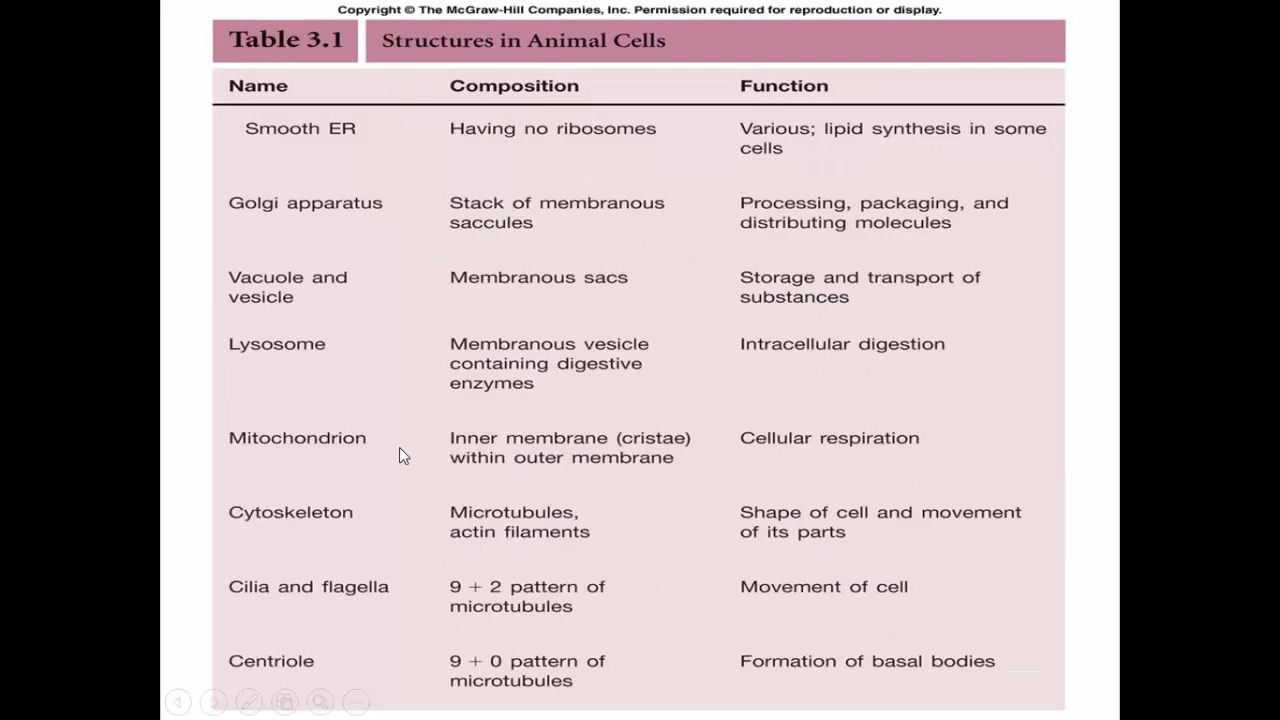 Copyright © The McGraw-Hill Companies, Inc. Permission required for reproduction or display.
Table 3.1 Structures in Animal Cells
Name Composition Function
Smooth ER Having no ribosomes Various; lipid synthesis in some
cells
Golgi apparatus Stack of membranous Processing, packaging, and
saccules distributing molecules
Vacuole and Membranous sacs Storage and transport of
vesicle substances
Lysosome Membranous vesicle Intracellular digestion
containing digestive
enzymes
Mitochondrion Inner membrane (cristae) Cellular respiration
within outer membrane
Cytoskeleton Microtubules, Shape of cell and movement
actin filaments of its parts
Cilia and flagella 9 + 2 pattern of Movement of cell
microtubules
Centriole 9 + 0 pattern of Formation of basal bodies
microtubules